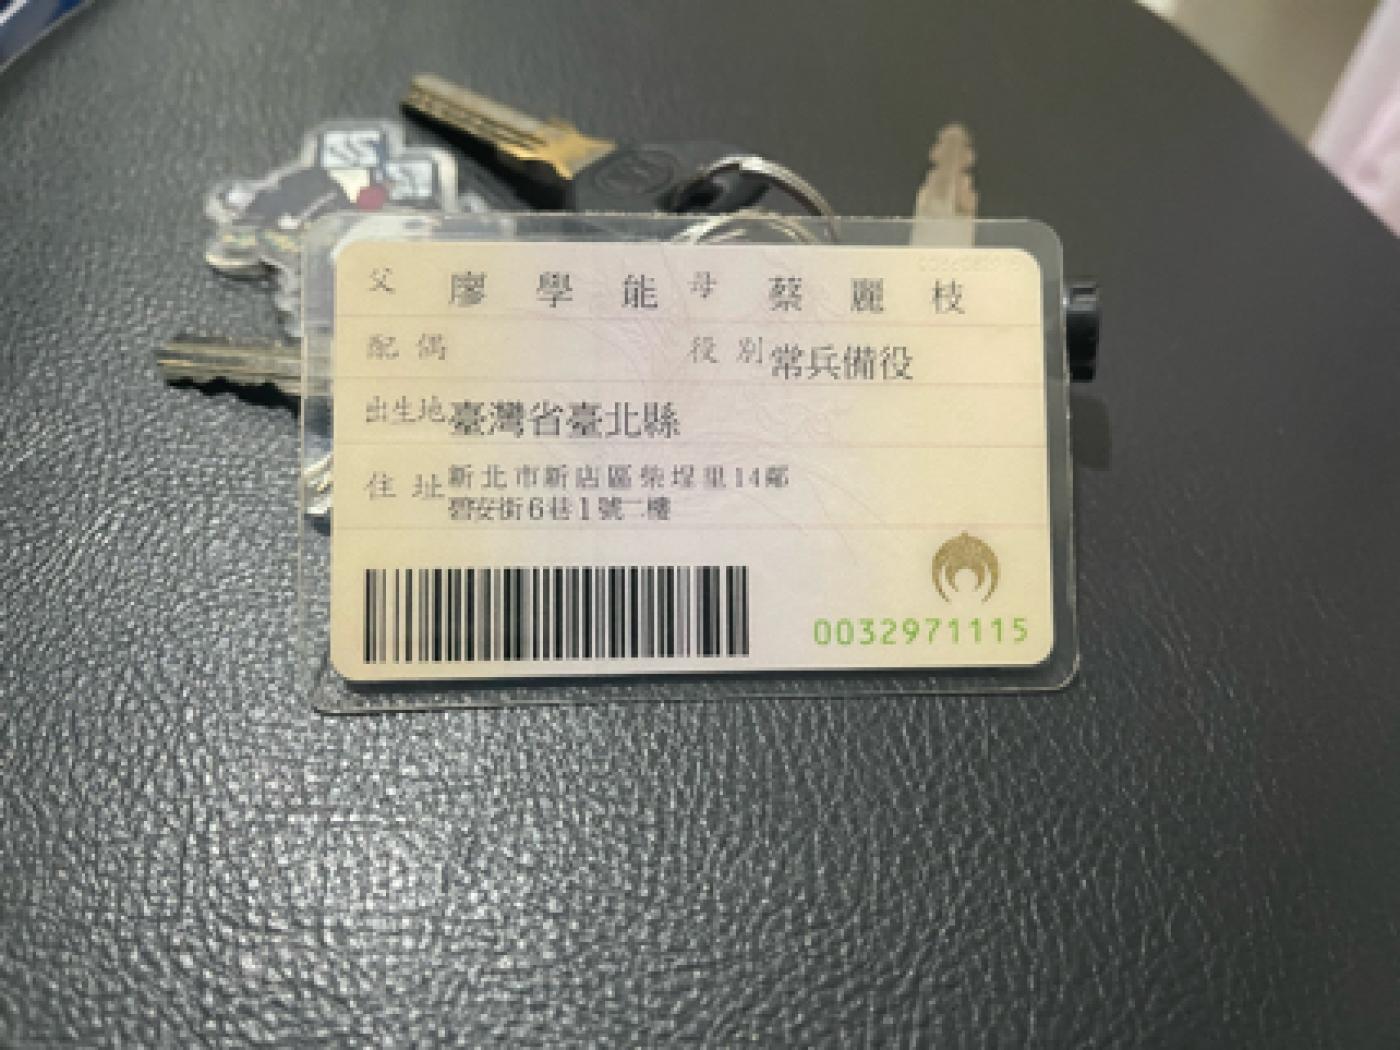 父 廖學能 母 蔡麗枝
配偶 役別 常兵備役
出生地 臺灣省臺北縣
住址 新北市新店區柴埕里14鄰
碧安街6巷1號二樓
0032971115